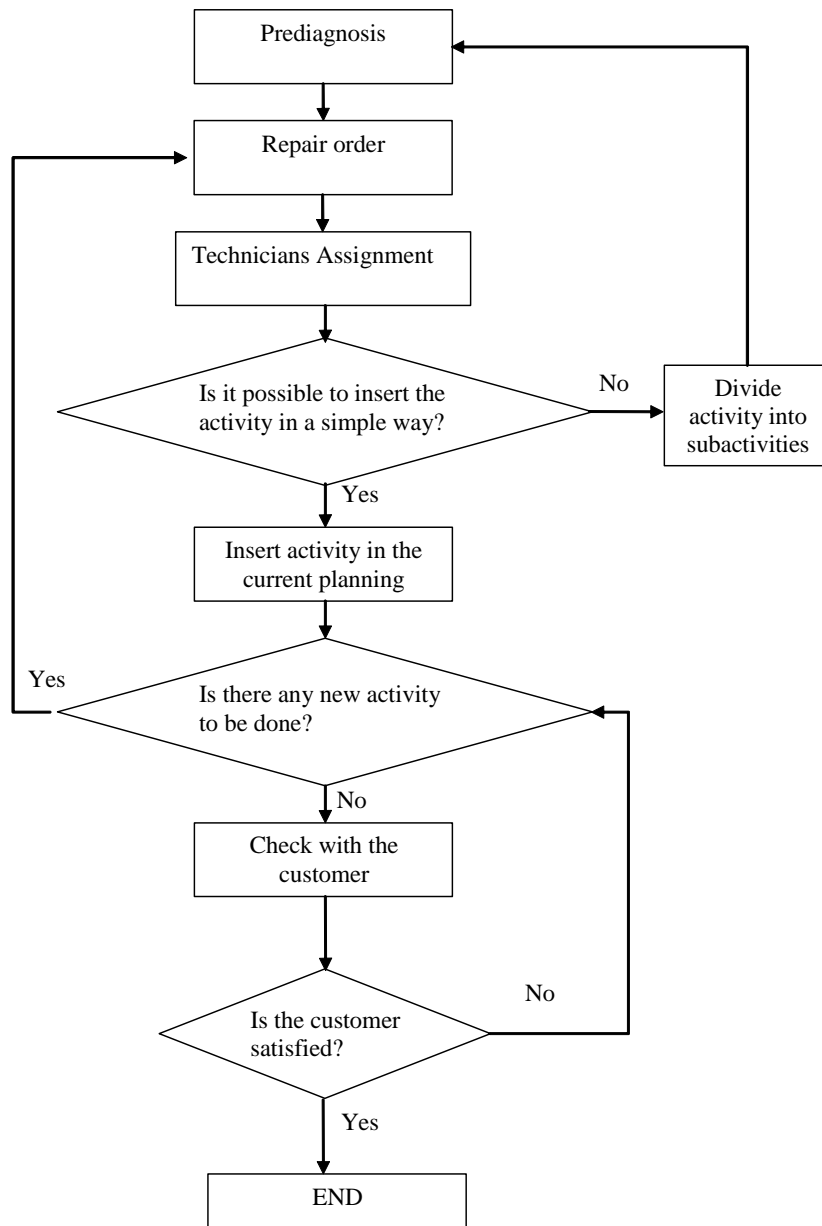 Prediagnosis
Repair order
Technicians Assignment
Is it possible to insert the
activity in a simple way?
No
Divide
activity into
subactivities
Yes
Insert activity in the
current planning
Yes
Is there any new activity
to be done?
No
Check with the
customer
No
Is the customer
satisfied?
Yes
END